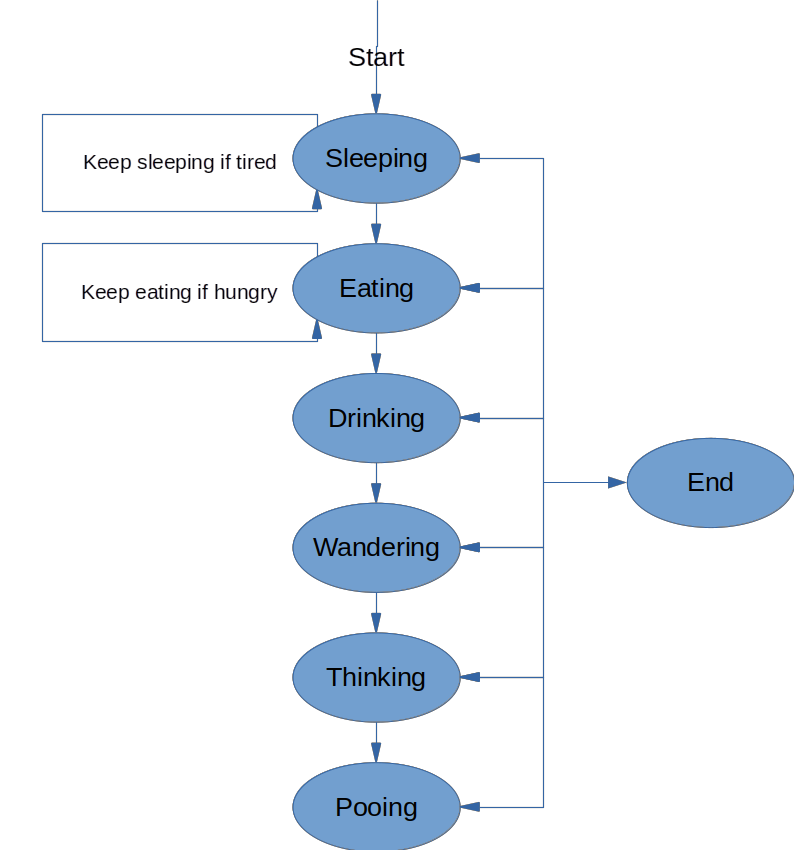 Start
Sleeping
Keep sleeping if tired
Eating
Keep eating if hungry
Drinking
End
Wandering
Thinking
Pooing